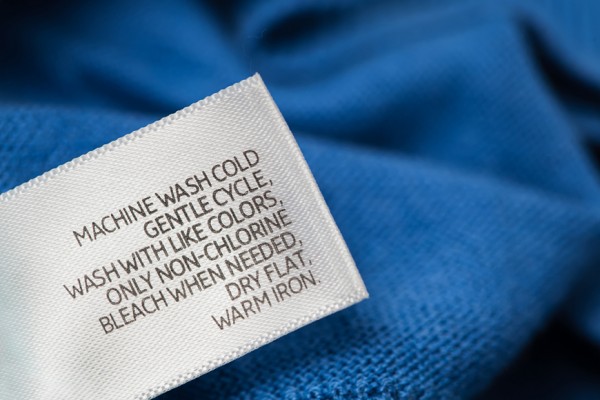 MACHINE WASH COLD
GENTLE CYCLE,
WASH WITH LIKE COLORS,
ONLY NON-CHLORINE
BLEACH WHEN NEEDED,
DRY FLAT,
WARM IRON.